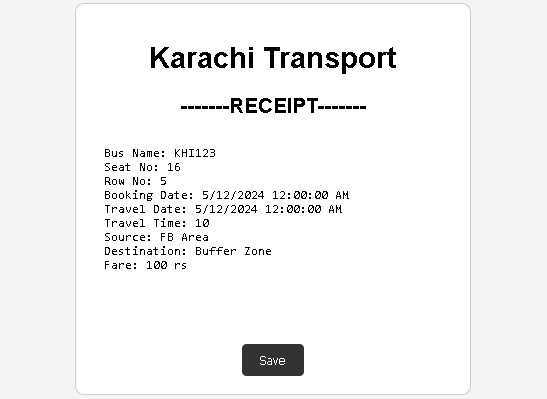 Karachi Transport
-------RECEIPT-------
Bus Name: KHI123
Seat No: 16
Row No: 5
Booking Date: 5/12/2024 12:00:00 AM
Travel Date: 5/12/2024 12:00:00 AM
Travel Time: 10
Source: FB Area
Destination: Buffer Zone
Fare: 100 rs
Save